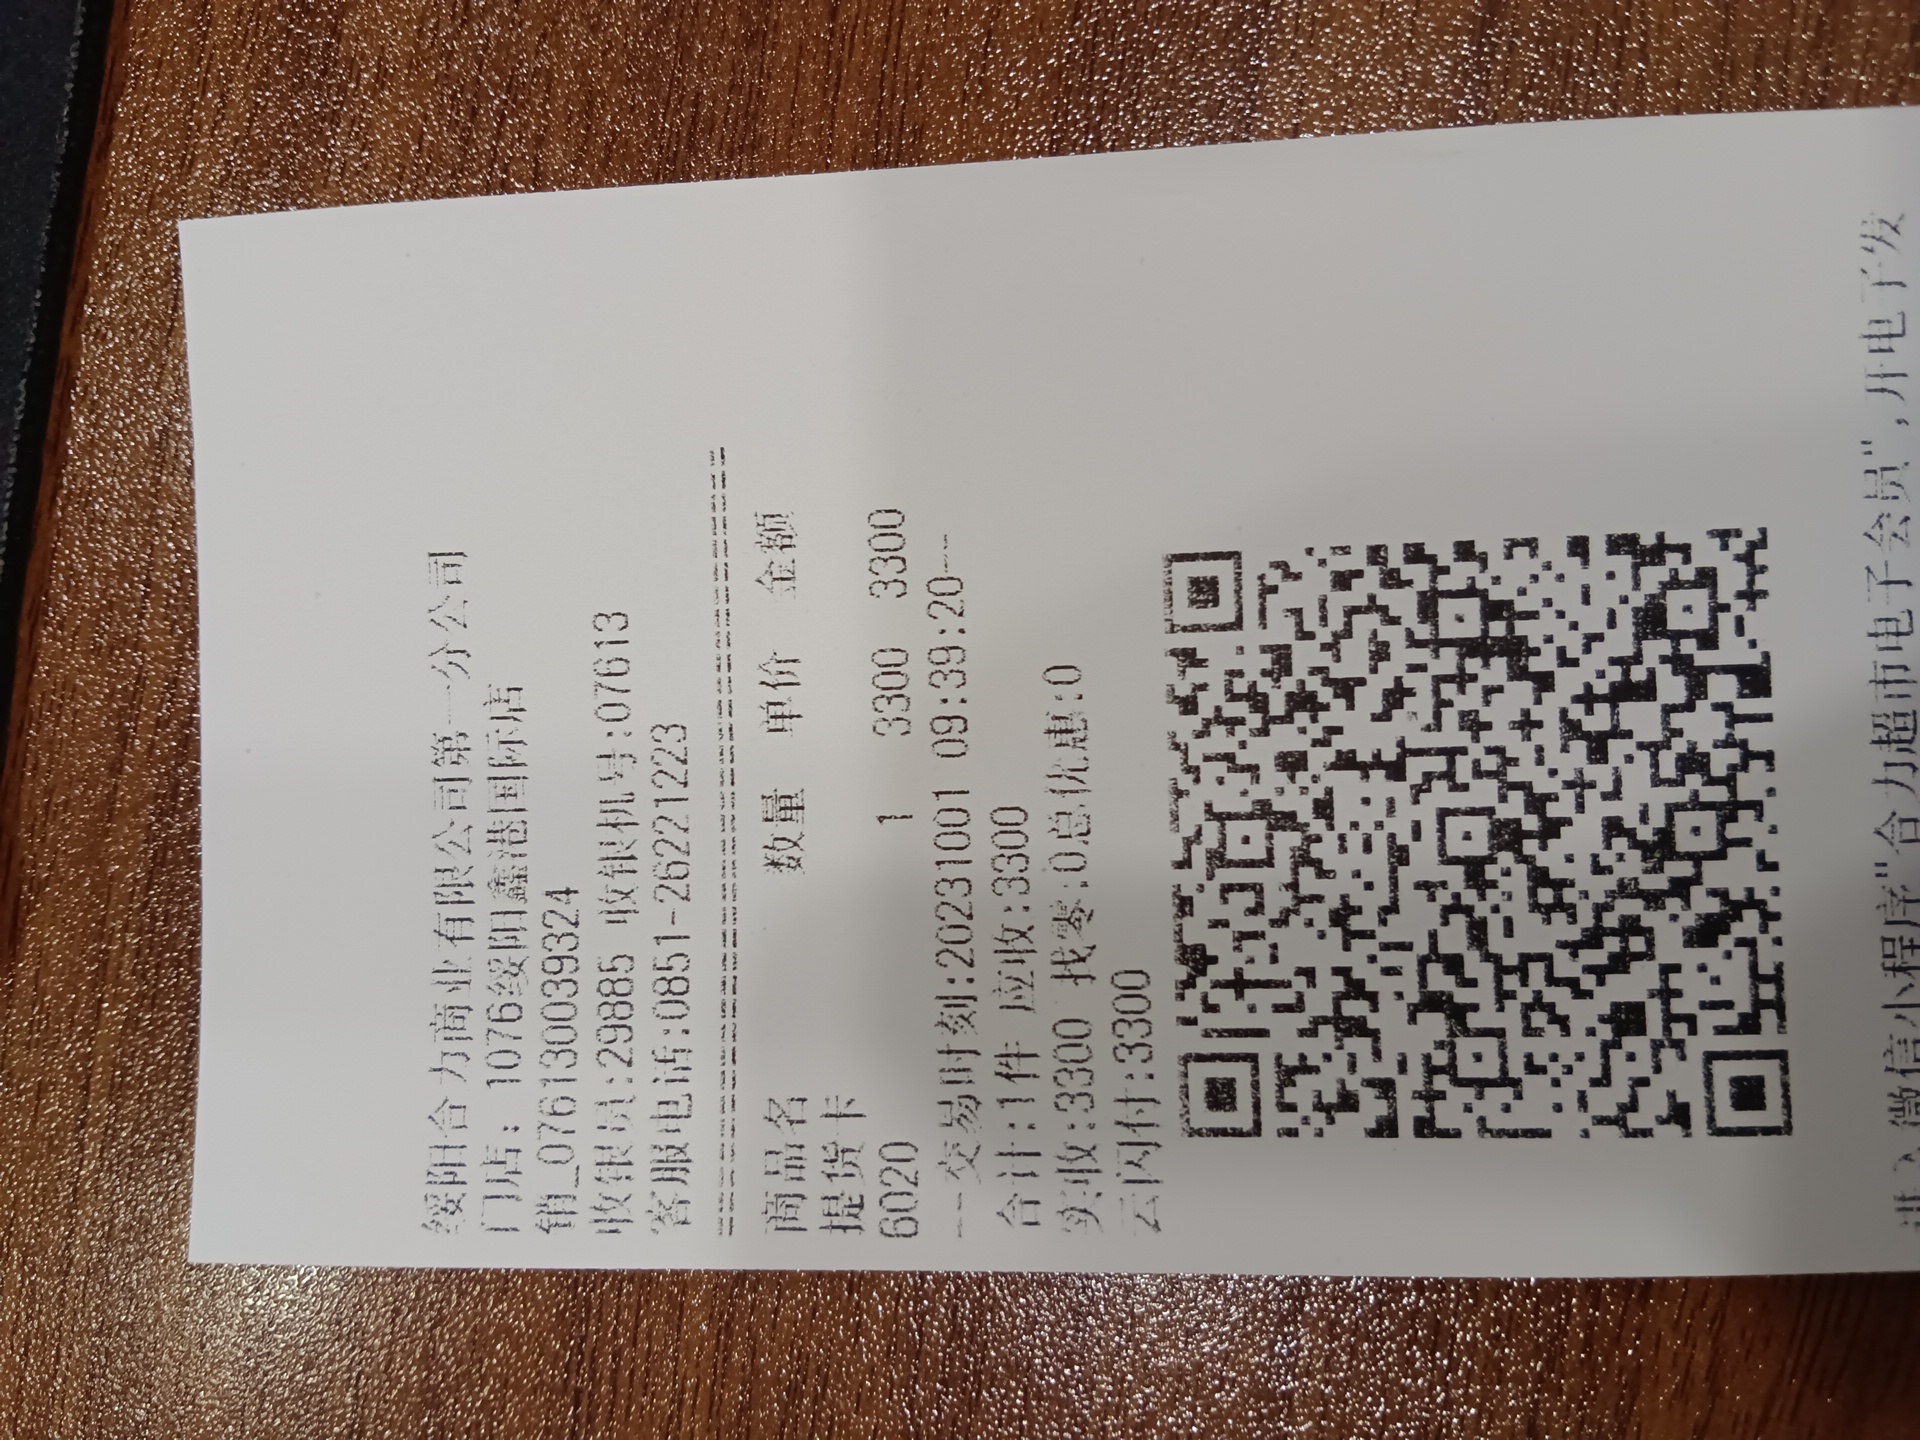 绥阳合力商业有限公司第一分公司
门店: 1076绥阳鑫港国际店
销_076130039324
收银员:29885 收银机号:07613
客服电话:0851-26221223
商品名 数量 单价 金额
提货卡
6020 1 3300 3300
---交易时刻:20231001 09:39:20---
合计:1件 应收:3300
实收:3300 找零:0总优惠:0
云闪付:3300
进入微信小程序"合力超市电子会员",开电子发